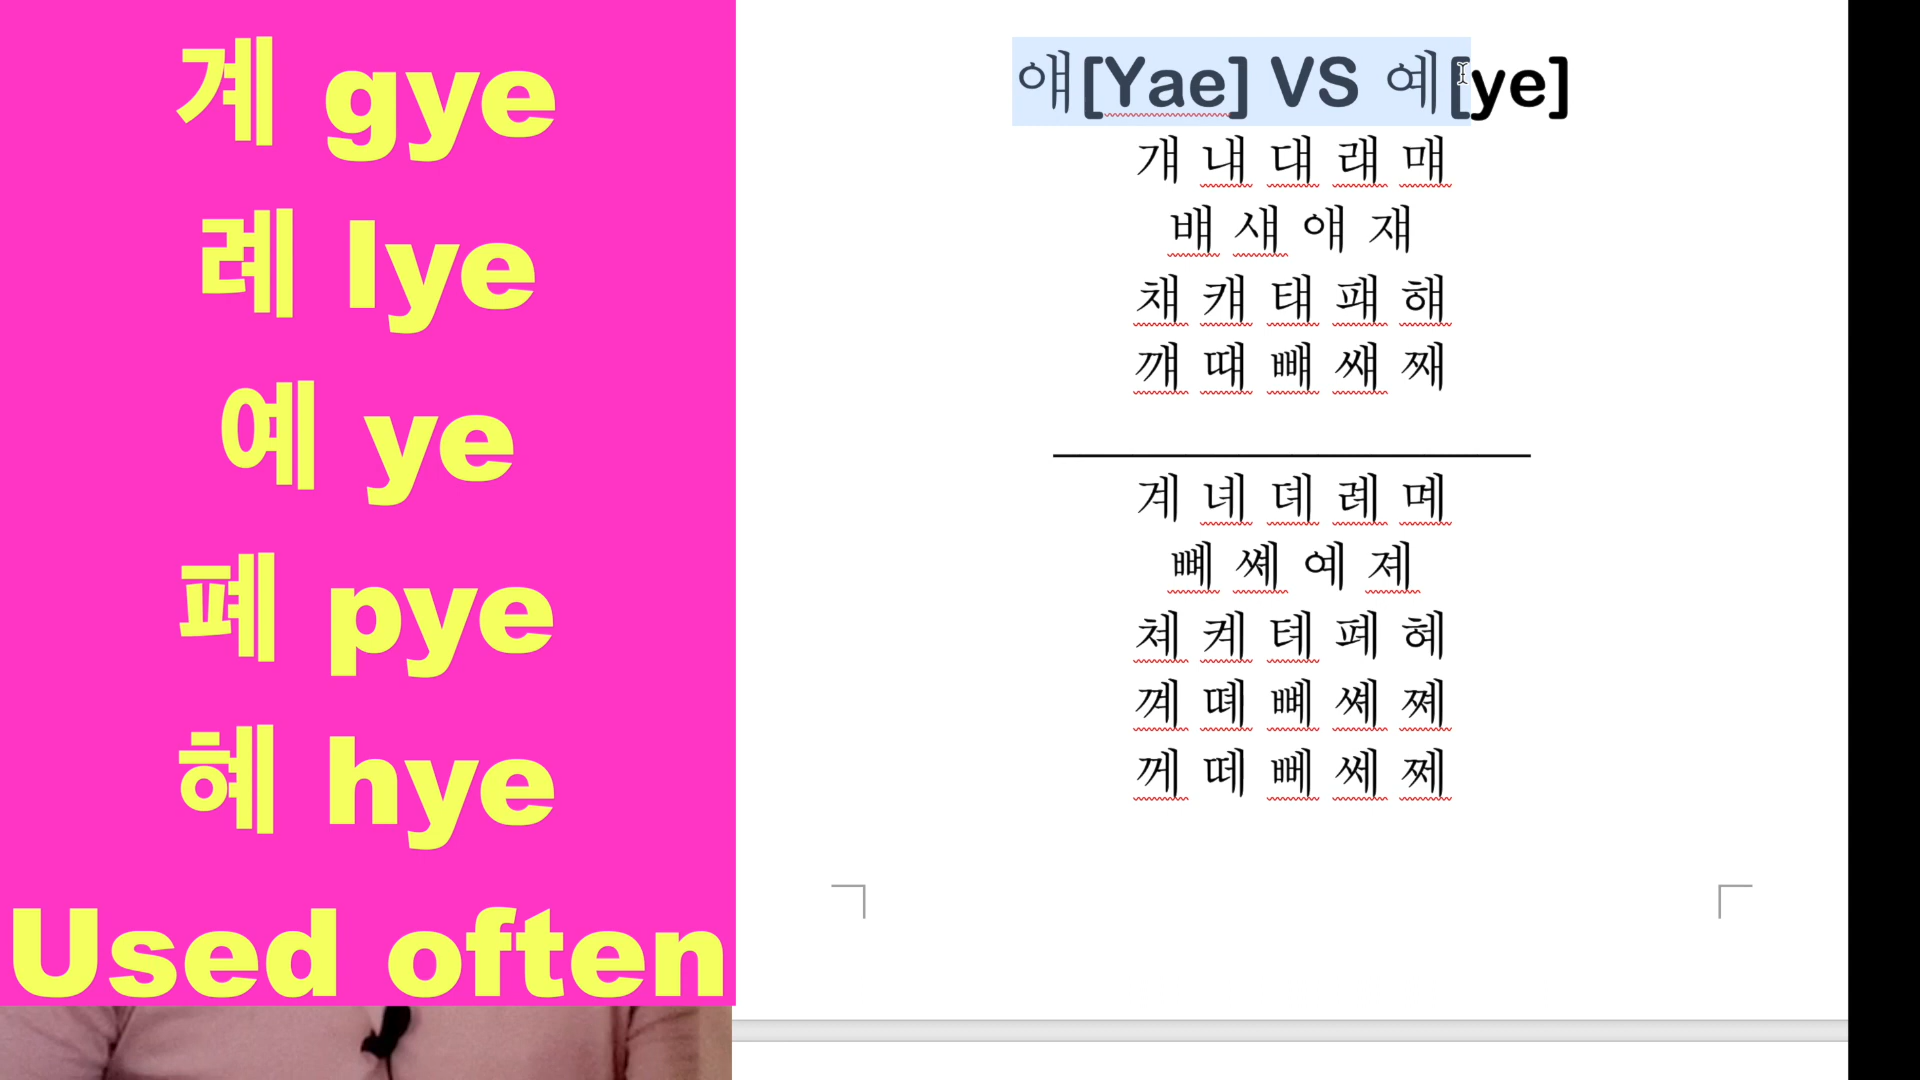 계 gye
례 lye
예 ye
폐 pye
혜 hye
Used often
얘[Yae] VS 예[ye]
걔 냬 댸 럐 먜
뱨 섀 얘 쟤
챼 컈 턔 퍠 햬
꺠 떄 뺴 썌 째
계 녜 뎨 례 몌
뼤 쎼 예 졔
쳬 켸 톄 폐 혜
꼐 뗴 뼤 쎼 쪠
께 떼 뻬 쎄 쩨